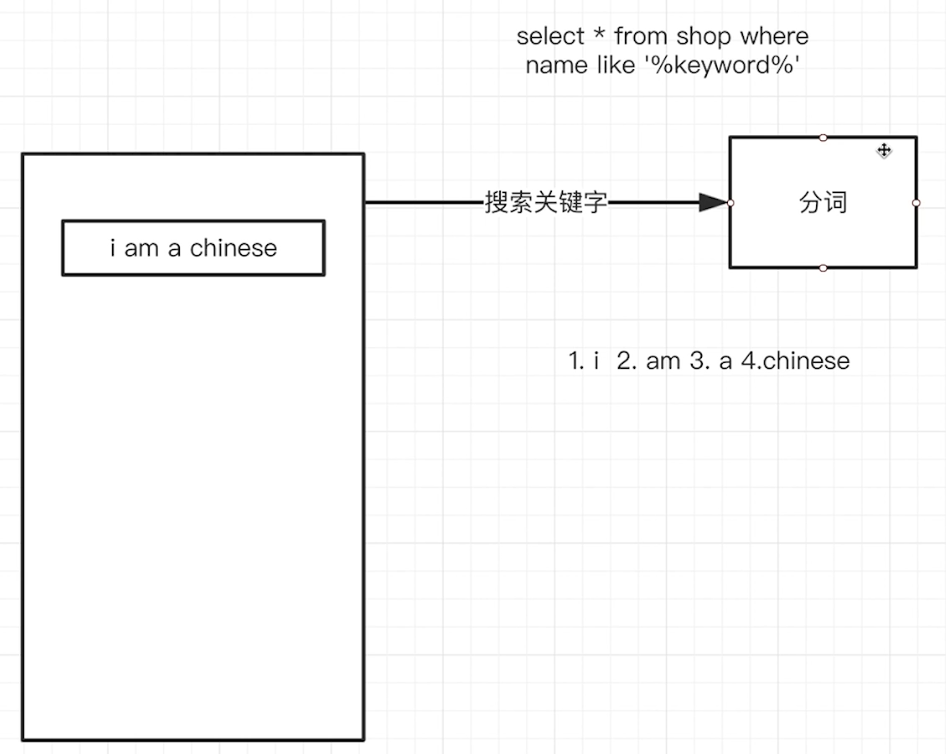 select * from shop where
name like '%keyword%'
搜索关键字
分词
i am a chinese
1. i  2. am 3. a 4.chinese